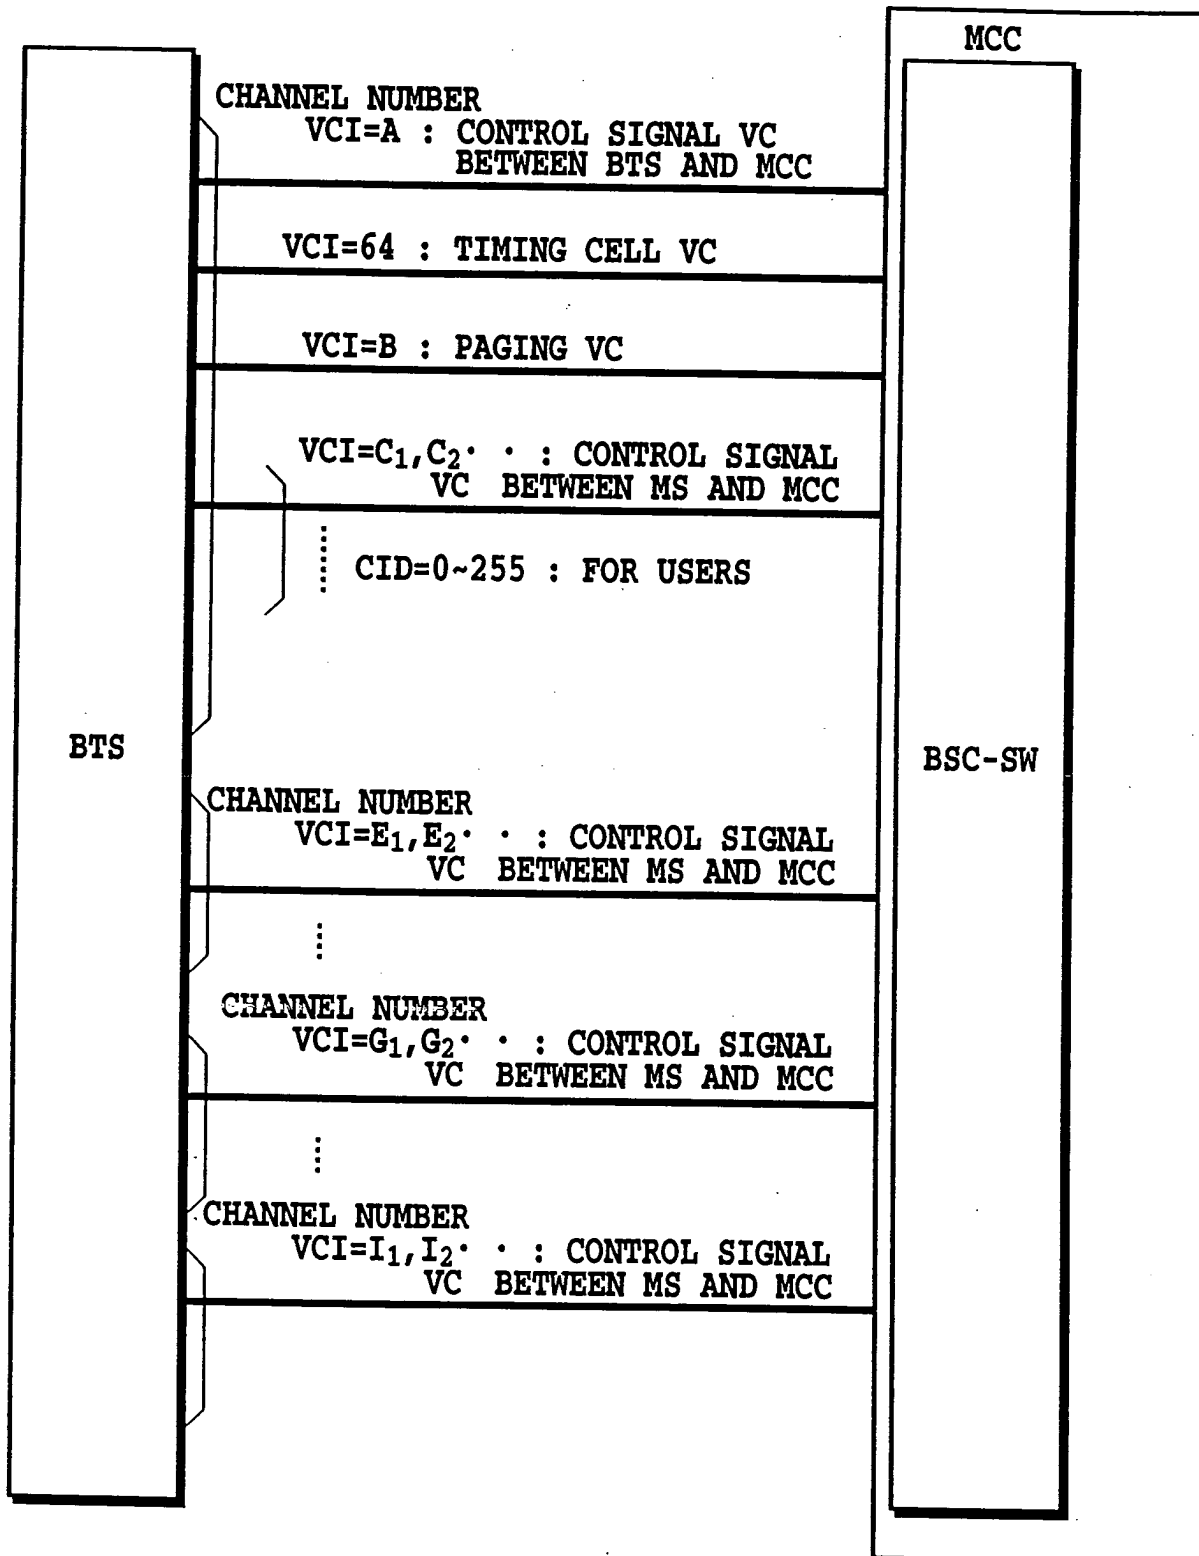 MCC
CHANNEL NUMBER
VCI=A : CONTROL SIGNAL VC
BETWEEN BTS AND MCC
VCI=64 : TIMING CELL VC
VCI=B : PAGING VC
VCI=C₁,C₂· · : CONTROL SIGNAL
VC BETWEEN MS AND MCC
CID=0~255 : FOR USERS
BTS
BSC-SW
CHANNEL NUMBER
VCI=E₁,E₂· · : CONTROL SIGNAL
VC BETWEEN MS AND MCC
CHANNEL NUMBER
VCI=G₁,G₂· · : CONTROL SIGNAL
VC BETWEEN MS AND MCC
CHANNEL NUMBER
VCI=I₁,I₂· · : CONTROL SIGNAL
VC BETWEEN MS AND MCC